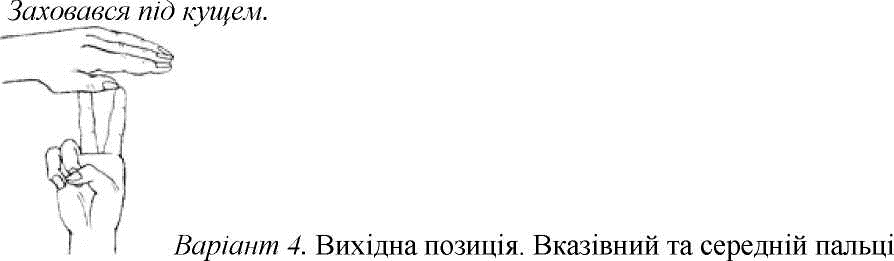 Заховався під кущем.
Варіант 4. Вихідна позиція. Вказівний та середній пальці